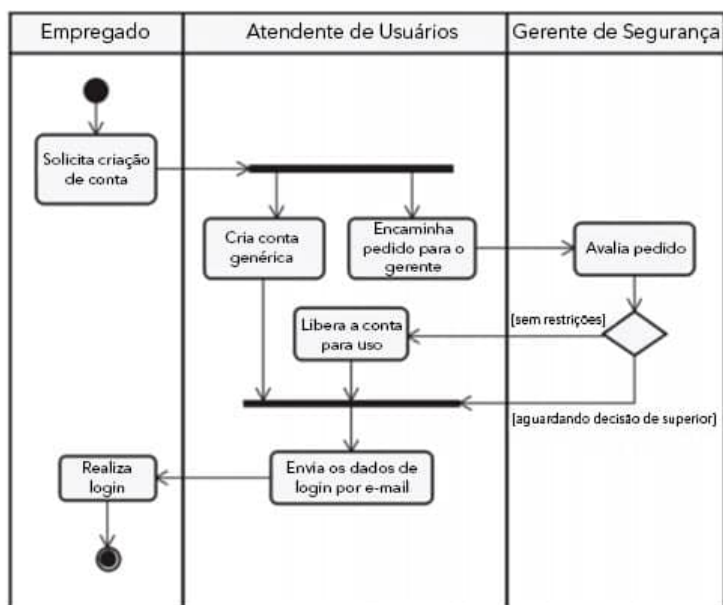 Empregado
Atendente de Usuários
Gerente de Segurança
Solicita criação
de conta
Cria conta
genérica
Encaminha
pedido para o
gerente
Avalia pedido
[sem restrições]
Libera a conta
para uso
[aguardando decisão de superior]
Realiza
login
Envia os dados de
login por e-mail